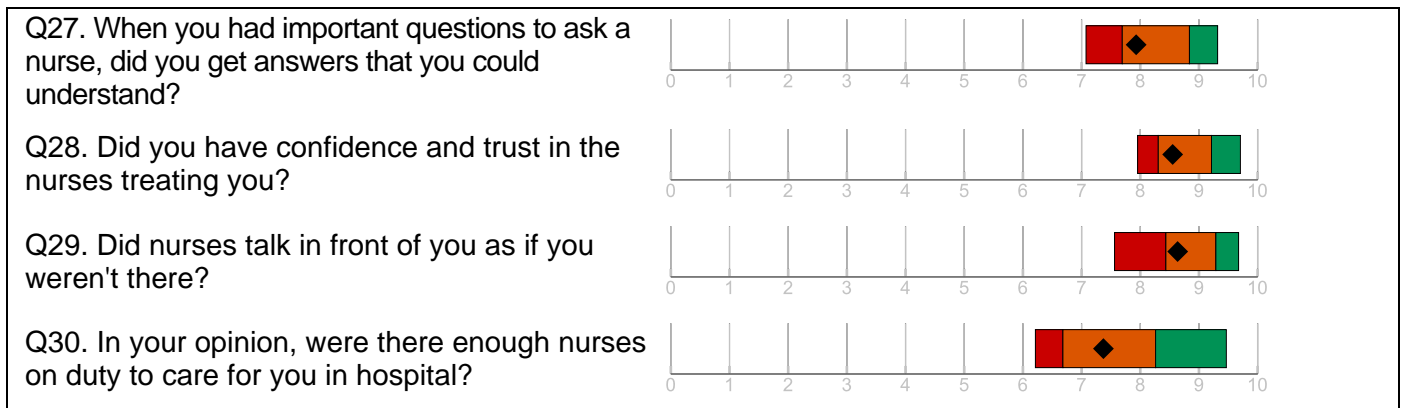 Q27. When you had important questions to ask a
nurse, did you get answers that you could
understand?
0 1 2 3 4 5 6 7 8 9 10
Q28. Did you have confidence and trust in the
nurses treating you?
0 1 2 3 4 5 6 7 8 9 10
Q29. Did nurses talk in front of you as if you
weren't there?
0 1 2 3 4 5 6 7 8 9 10
Q30. In your opinion, were there enough nurses
on duty to care for you in hospital?
0 1 2 3 4 5 6 7 8 9 10